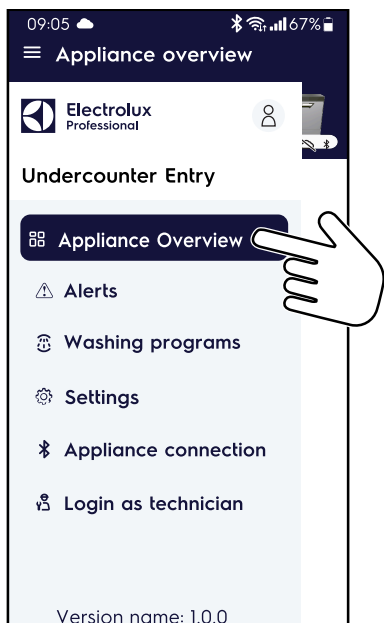 09:05 67%
Appliance overview
Electrolux
Professional
Undercounter Entry
Appliance Overview
Alerts
Washing programs
Settings
Appliance connection
Login as technician
Version name: 1.0.0